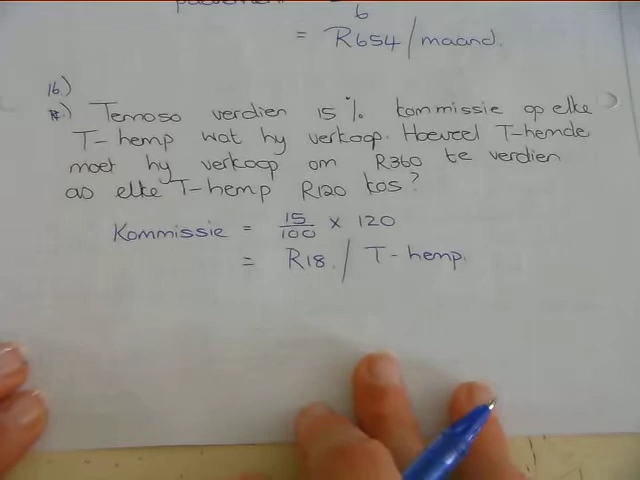 6
= R654/maand.
16)
Temoso verdien 15% kommissie op elke
T-hemp wat hy verkoop. Hoeveel T-hemde
moet hy verkoop om R360 te verdien
as elke T-hemp R120 kos?
Kommissie = 15/100 x 120
= R18. / T-hemp.